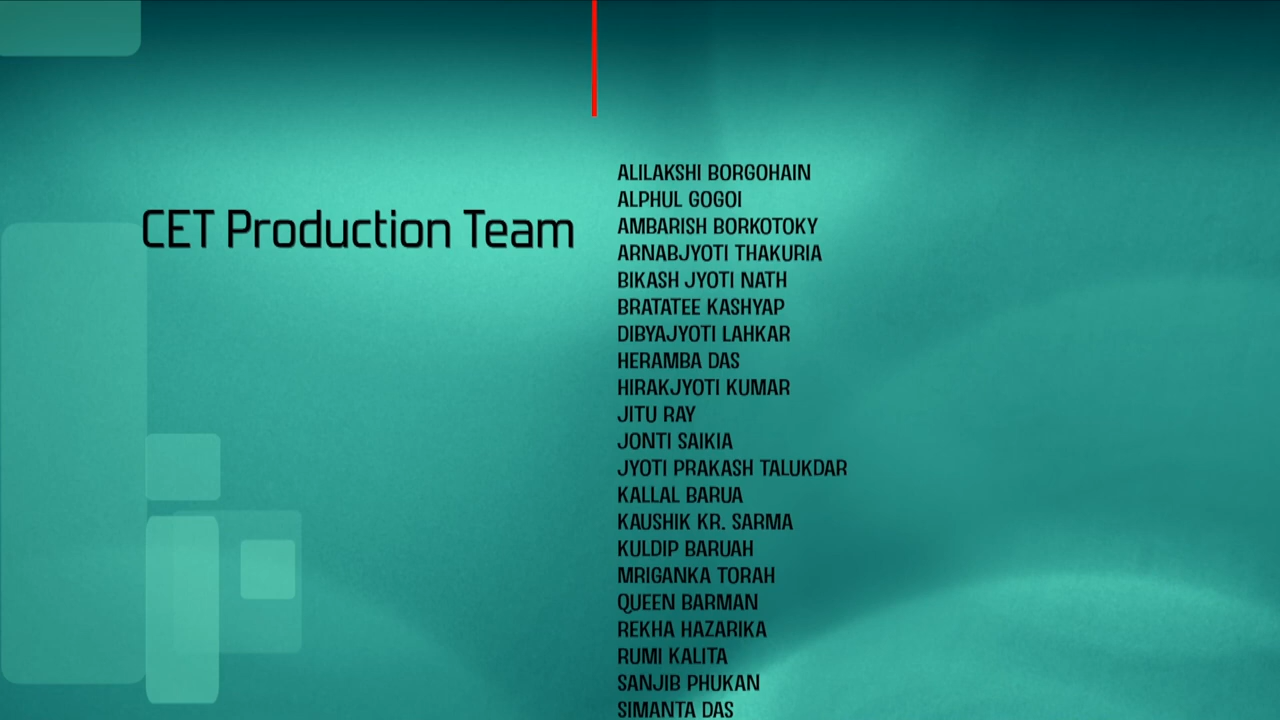 CET Production Team
ALILAKSHI BORGOHAIN
ALPHUL GOGOI
AMBARISH BORKOTOKY
ARNABJYOTI THAKURIA
BIKASH JYOTI NATH
BRATATEE KASHYAP
DIBYAJYOTI LAHKAR
HERAMBA DAS
HIRAKJYOTI KUMAR
JITU RAY
JONTI SAIKIA
JYOTI PRAKASH TALUKDAR
KALLAL BARUA
KAUSHIK KR. SARMA
KULDIP BARUAH
MRIGANKA TORAH
QUEEN BARMAN
REKHA HAZARIKA
RUMI KALITA
SANJIB PHUKAN
SIMANTA DAS